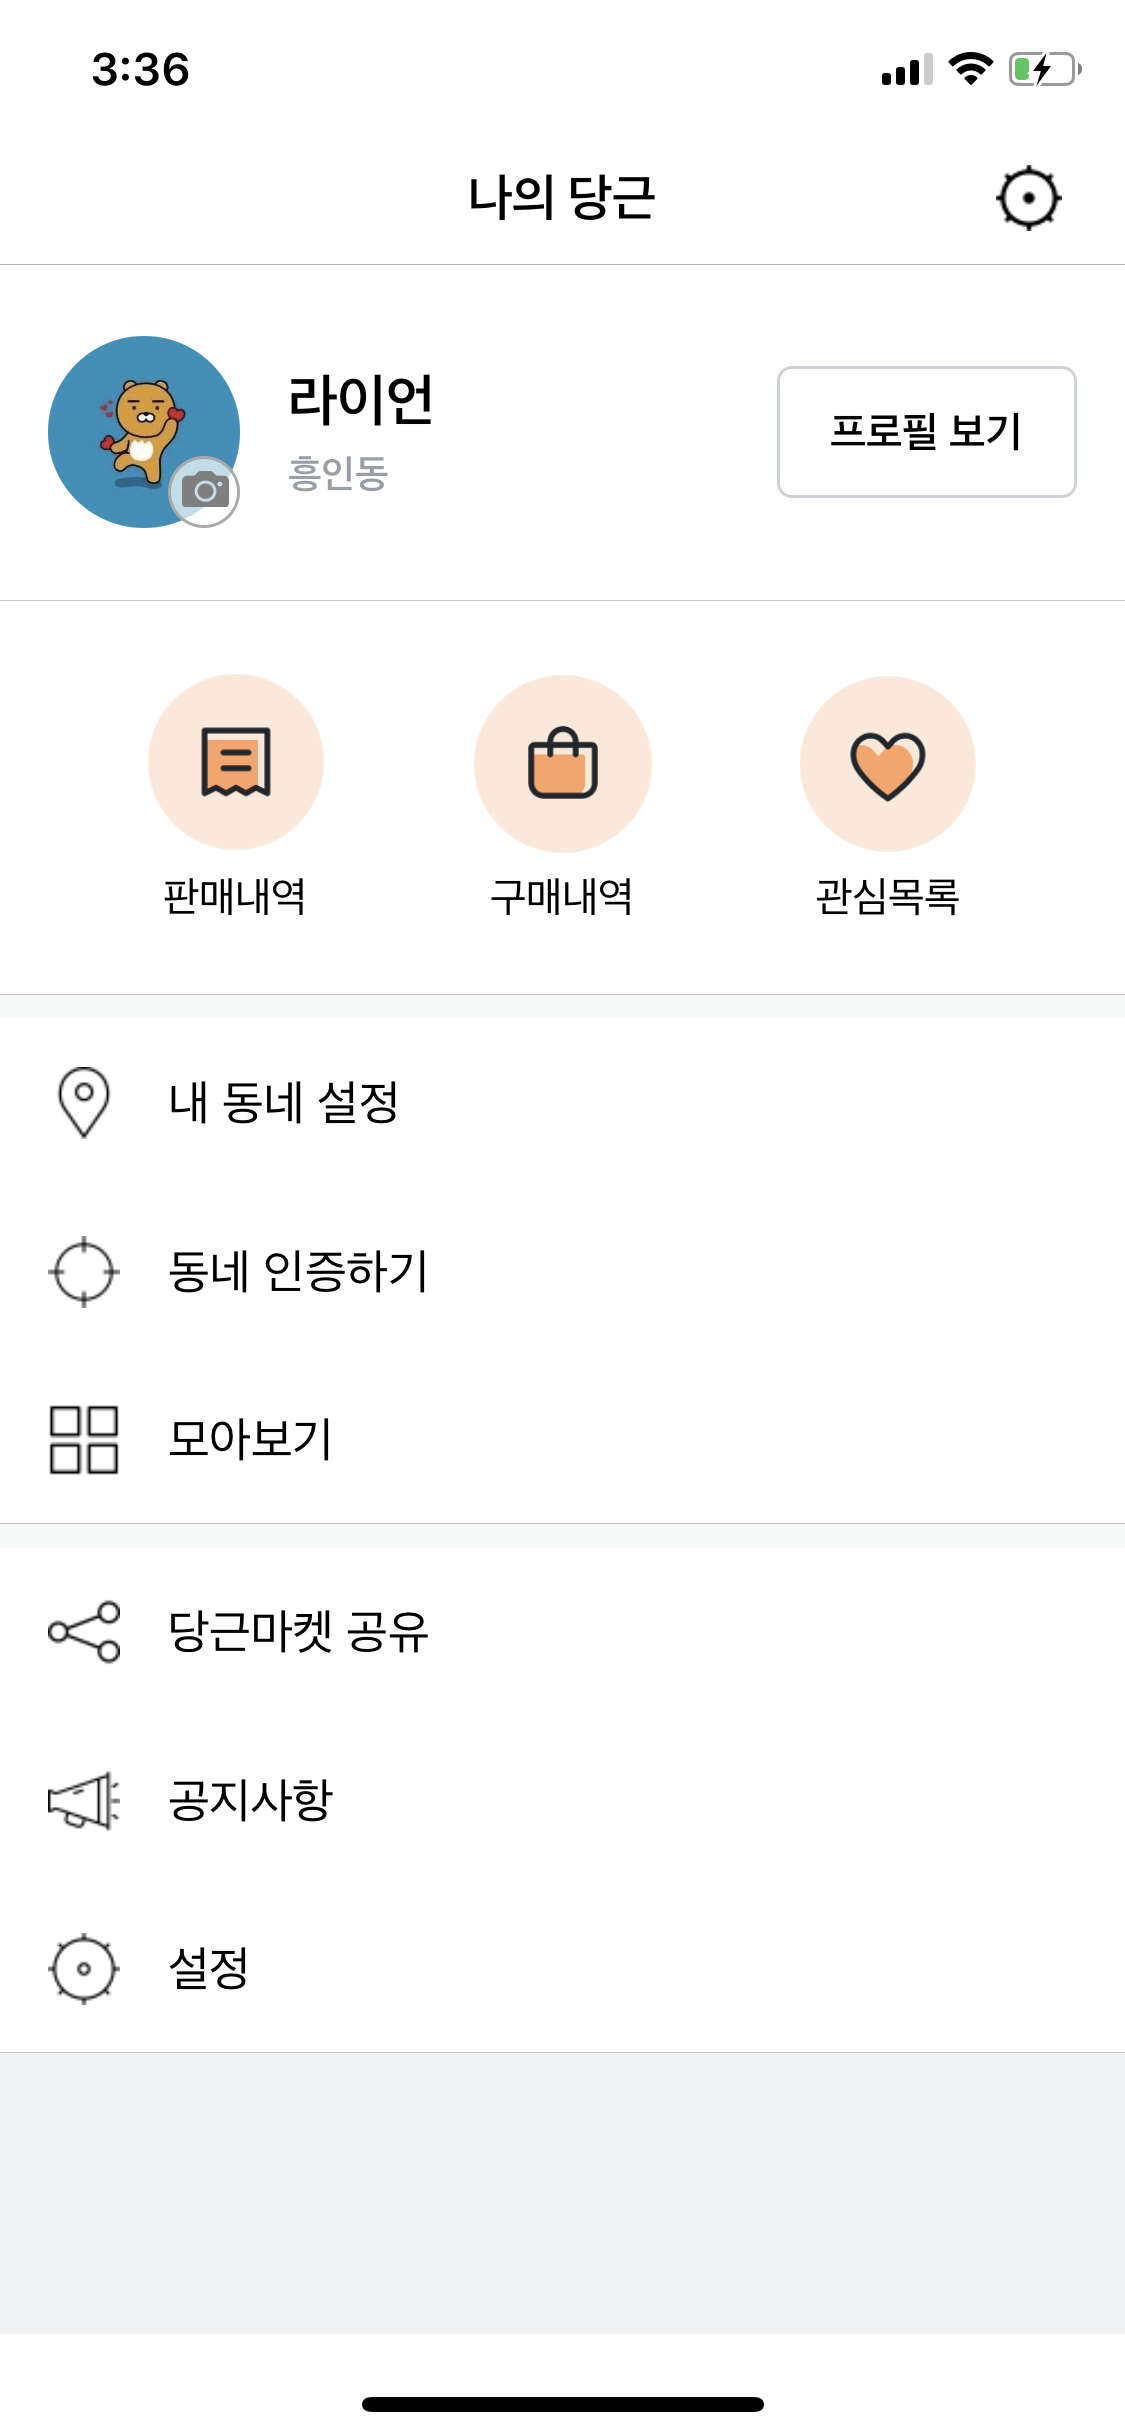 3:36
나의 당근
라이언
흥인동
프로필 보기
판매내역
구매내역
관심목록
내 동네 설정
동네 인증하기
모아보기
당근마켓 공유
공지사항
설정